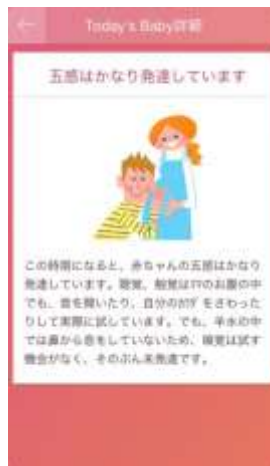 Today's Baby詳細
五感はかなり発達しています
この時期になると、赤ちゃんの五感はかなり
発達しています。聴覚、触覚はママのお腹の中
でも、音を聞いたり、自分のカラダをさわった
りして実際に試しています。でも、羊水の中
では鼻から息をしていないため、嗅覚は試す
機会がなく、そのぶん未発達です。